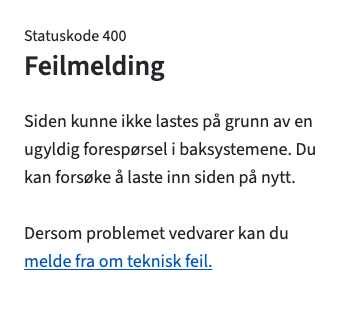 Statuskode 400
Feilmelding
Siden kunne ikke lastes på grunn av en
ugyldig forespørsel i baksystemene. Du
kan forsøke å laste inn siden på nytt.
Dersom problemet vedvarer kan du
melde fra om teknisk feil.